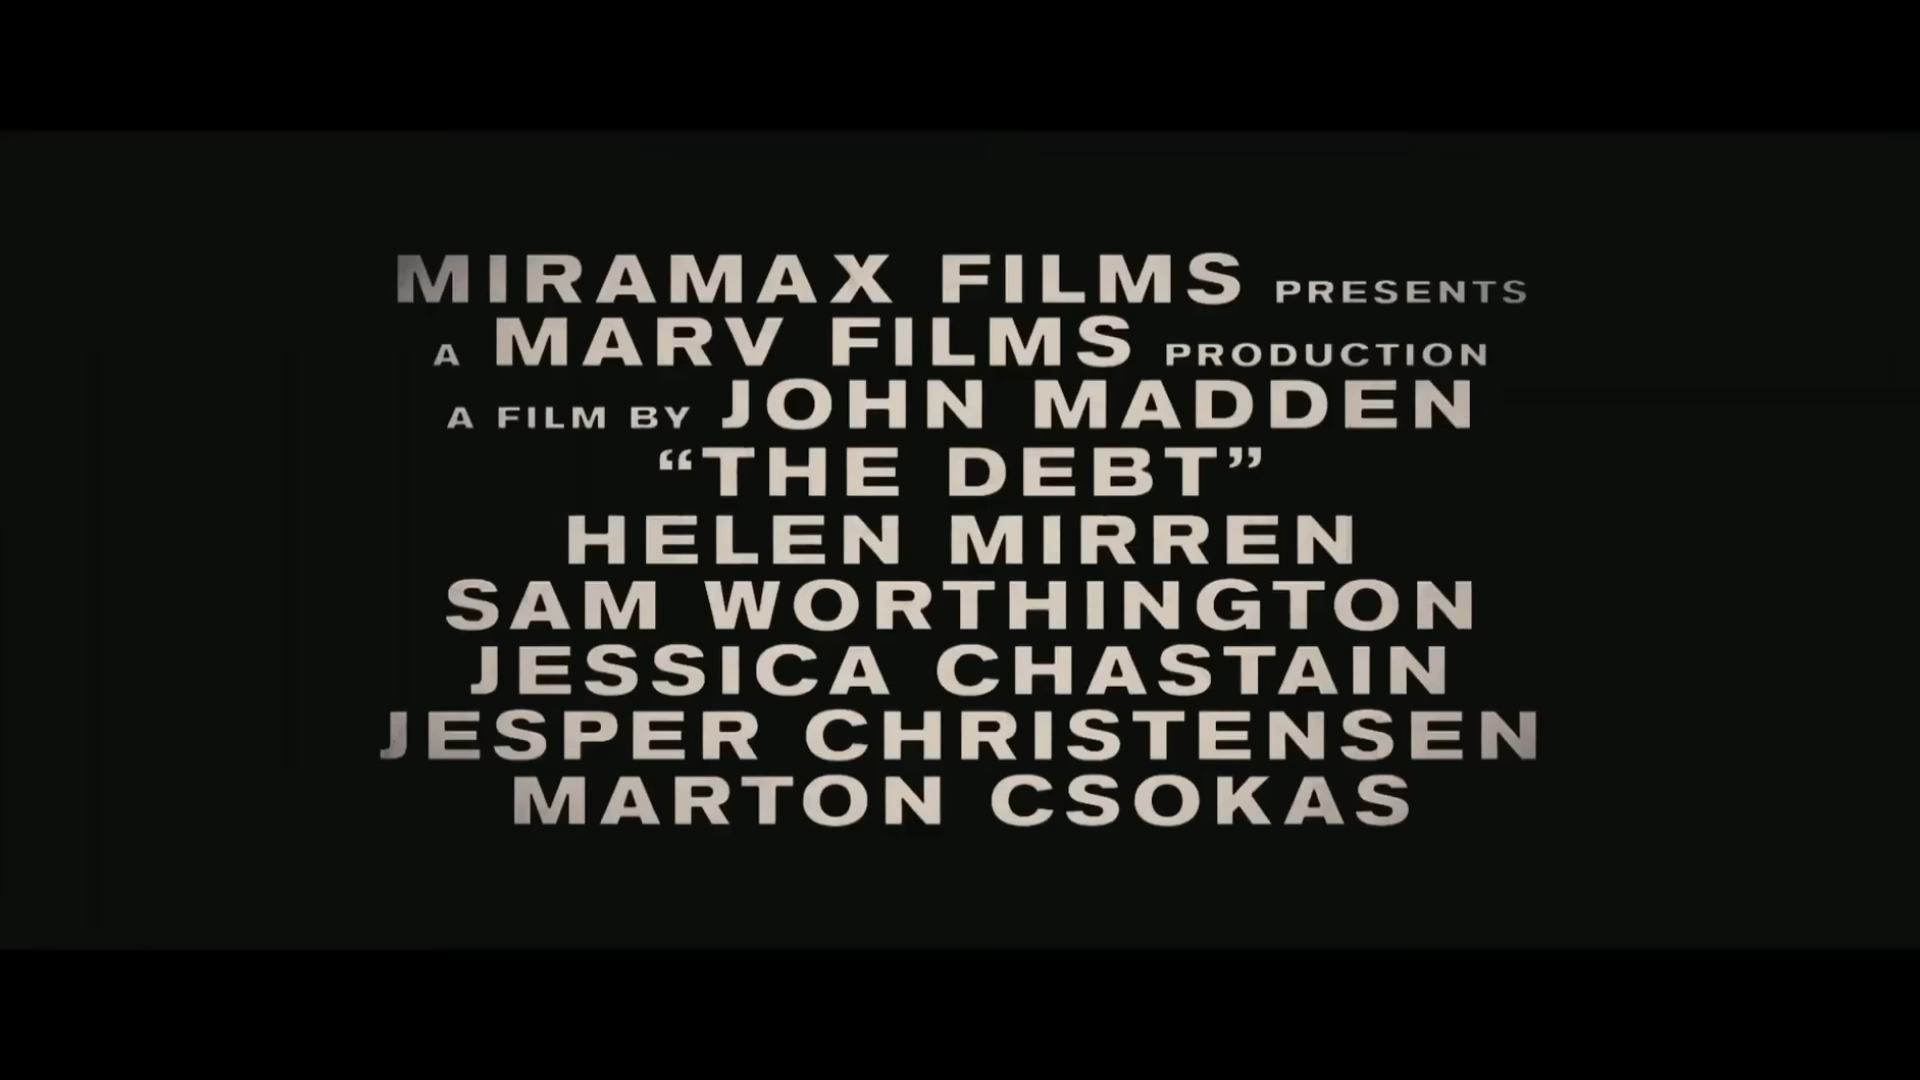 MIRAMAX FILMS PRESENTS
A MARV FILMS PRODUCTION
A FILM BY JOHN MADDEN
“THE DEBT”
HELEN MIRREN
SAM WORTHINGTON
JESSICA CHASTAIN
JESPER CHRISTENSEN
MARTON CSOKAS